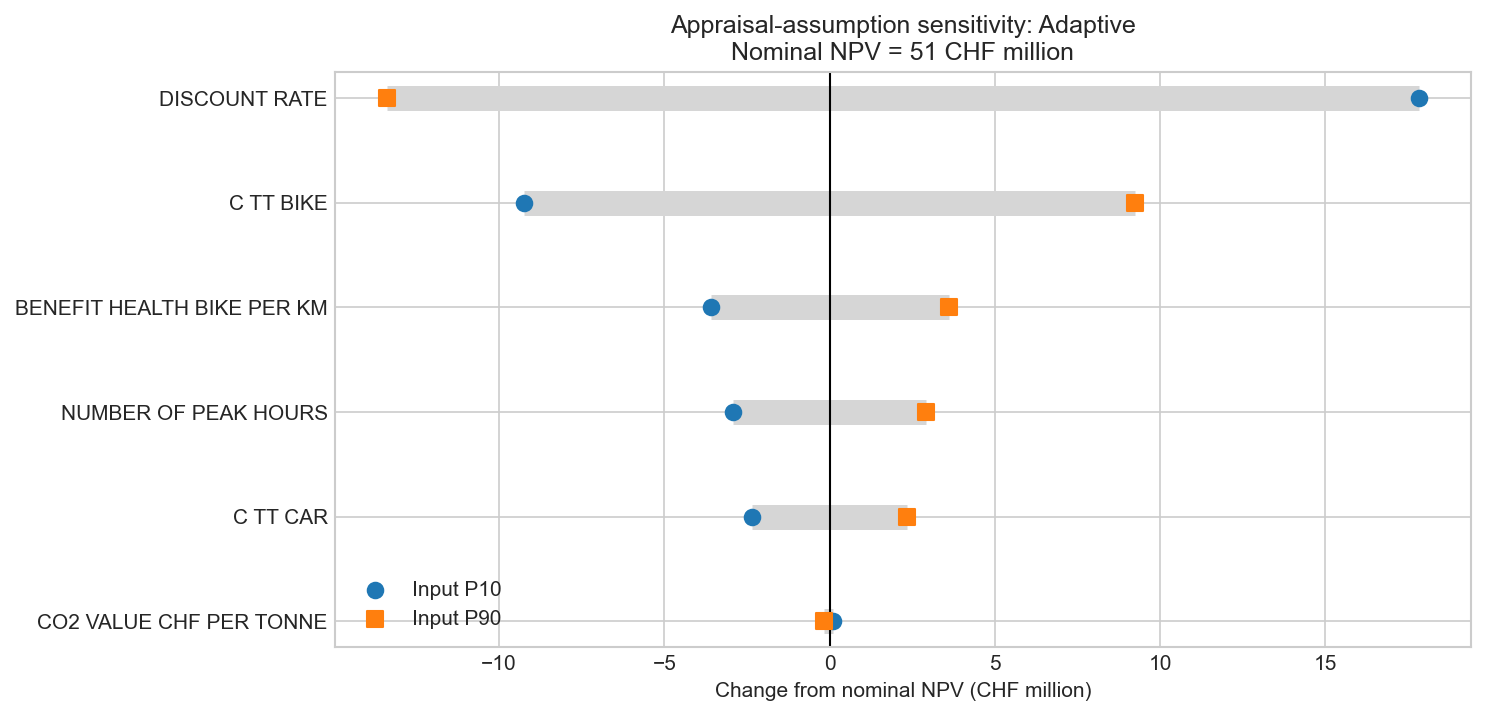 Appraisal-assumption sensitivity: Adaptive
Nominal NPV = 51 CHF million
DISCOUNT RATE
C TT BIKE
BENEFIT HEALTH BIKE PER KM
NUMBER OF PEAK HOURS
C TT CAR
CO2 VALUE CHF PER TONNE
Input P10
Input P90
−10
−5
0
5
10
15
Change from nominal NPV (CHF million)